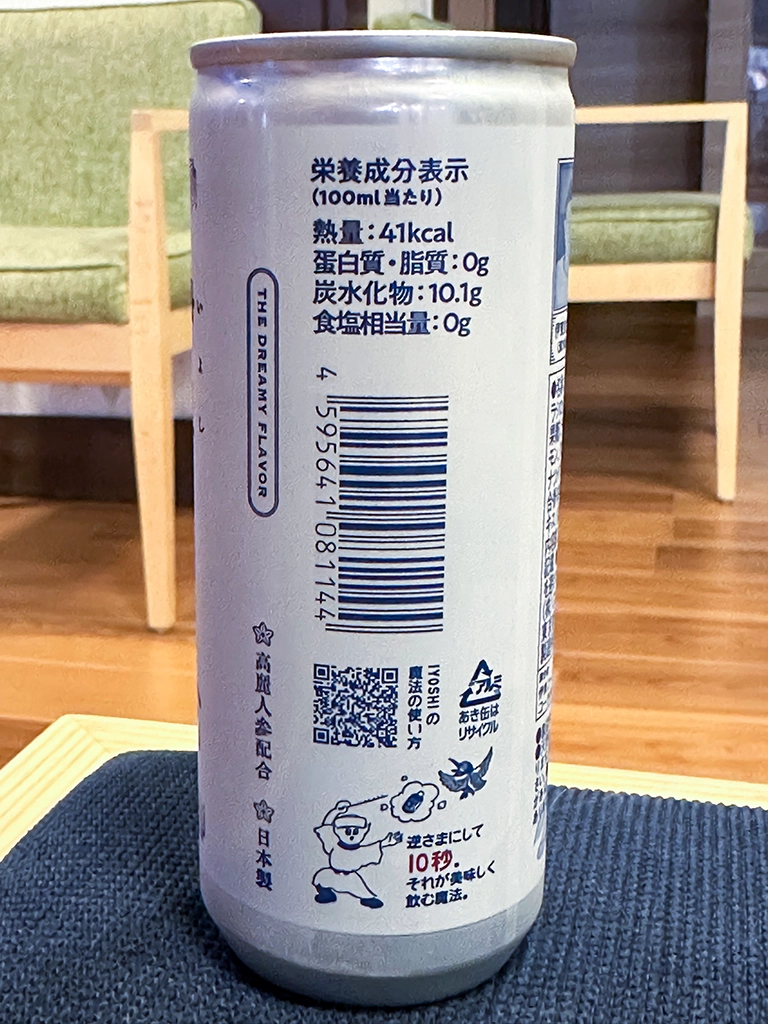 栄養成分表示
(100ml当たり)
熱量:41kcal
蛋白質・脂質:0g
炭水化物:10.1g
食塩相当量:0g
THE DREAMY FLAVOR
4 595641 081144
高麗人参配合
日本製
IYOSHIの
魔法の使い方
アルミ
あき缶は
リサイクル
逆さまにして
10秒。
それが美味しく
飲む魔法。